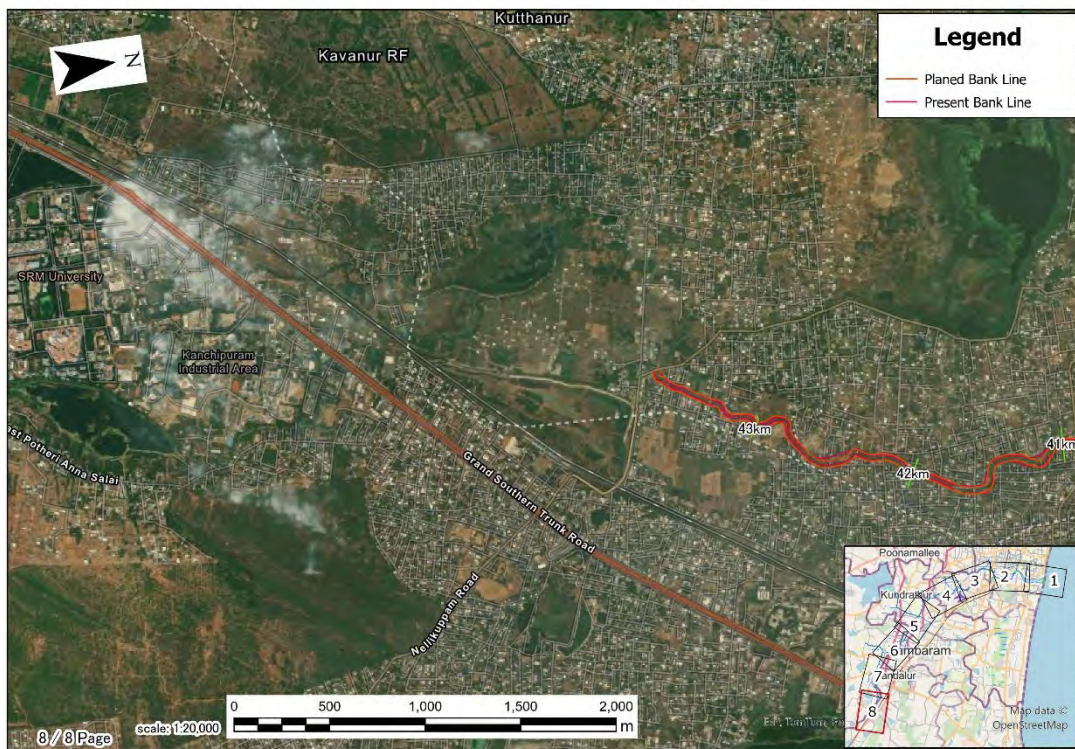 Kutthanur
Kavanur RF
N
Legend
Planed Bank Line
Present Bank Line
SRM University
Kanchipuram
Industrial Area
43km
42km
41km
ast Potheri Anna Salai
Grand Southern Trunk Road
Nellikuppam Road
Poonamallee
1
2
3
4
Kundrathur
5
6
mbaram
7
andalur
8
Map data ©
OpenStreetMap
0 500 1,000 1,500 2,000
m
scale: 1:20,000
8 / 8 Page